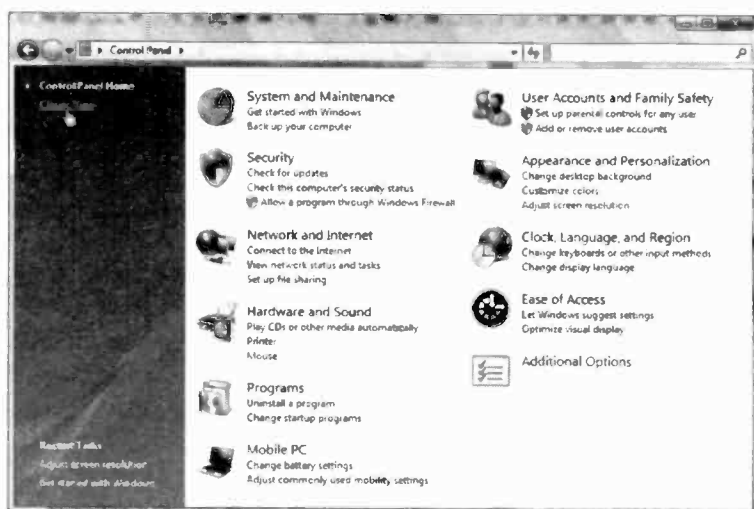 Control Panel
Control Panel Home
Classic View
System and Maintenance
Get started with Windows
Back up your computer
Security
Check for updates
Check this computer's security status
Allow a program through Windows Firewall
Network and Internet
Connect to the Internet
View network status and tasks
Set up file sharing
Hardware and Sound
Play CDs or other media automatically
Printer
Mouse
Programs
Uninstall a program
Change startup programs
Mobile PC
Change battery settings
Adjust commonly used mobility settings
User Accounts and Family Safety
Set up parental controls for any user
Add or remove user accounts
Appearance and Personalization
Change desktop background
Customize colors
Adjust screen resolution
Clock, Language, and Region
Change keyboards or other input methods
Change display language
Ease of Access
Let Windows suggest settings
Optimize visual display
Additional Options
Recent Tasks
Adjust screen resolution
Get started with Windows